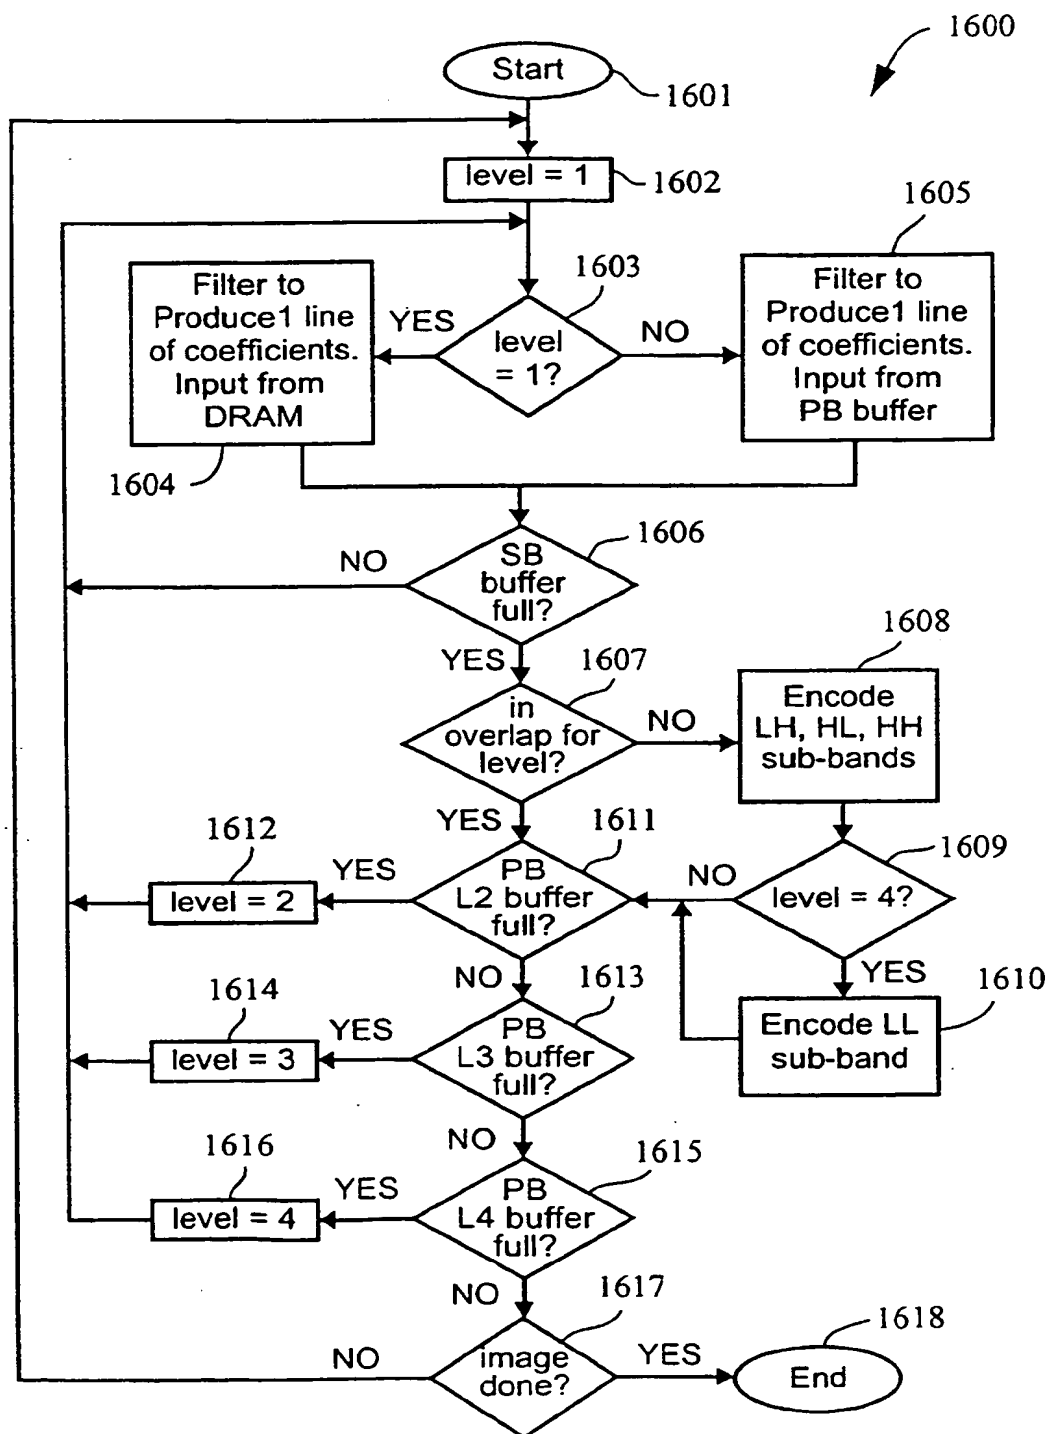 1600
Start
1601
level = 1
1602
1605
1603
Filter to
Produce1 line
of coefficients.
Input from
DRAM
YES
level
= 1?
NO
Filter to
Produce1 line
of coefficients.
Input from
PB buffer
1604
1606
NO
SB
buffer
full?
YES
1607
1608
in
overlap for
level?
NO
Encode
LH, HL, HH
sub-bands
YES
1611
1612
1609
YES
PB
L2 buffer
full?
NO
level = 4?
level = 2
NO
1613
YES
1610
1614
YES
PB
L3 buffer
full?
Encode LL
sub-band
level = 3
NO
1615
1616
YES
PB
L4 buffer
full?
level = 4
NO
1617
1618
NO
image
done?
YES
End